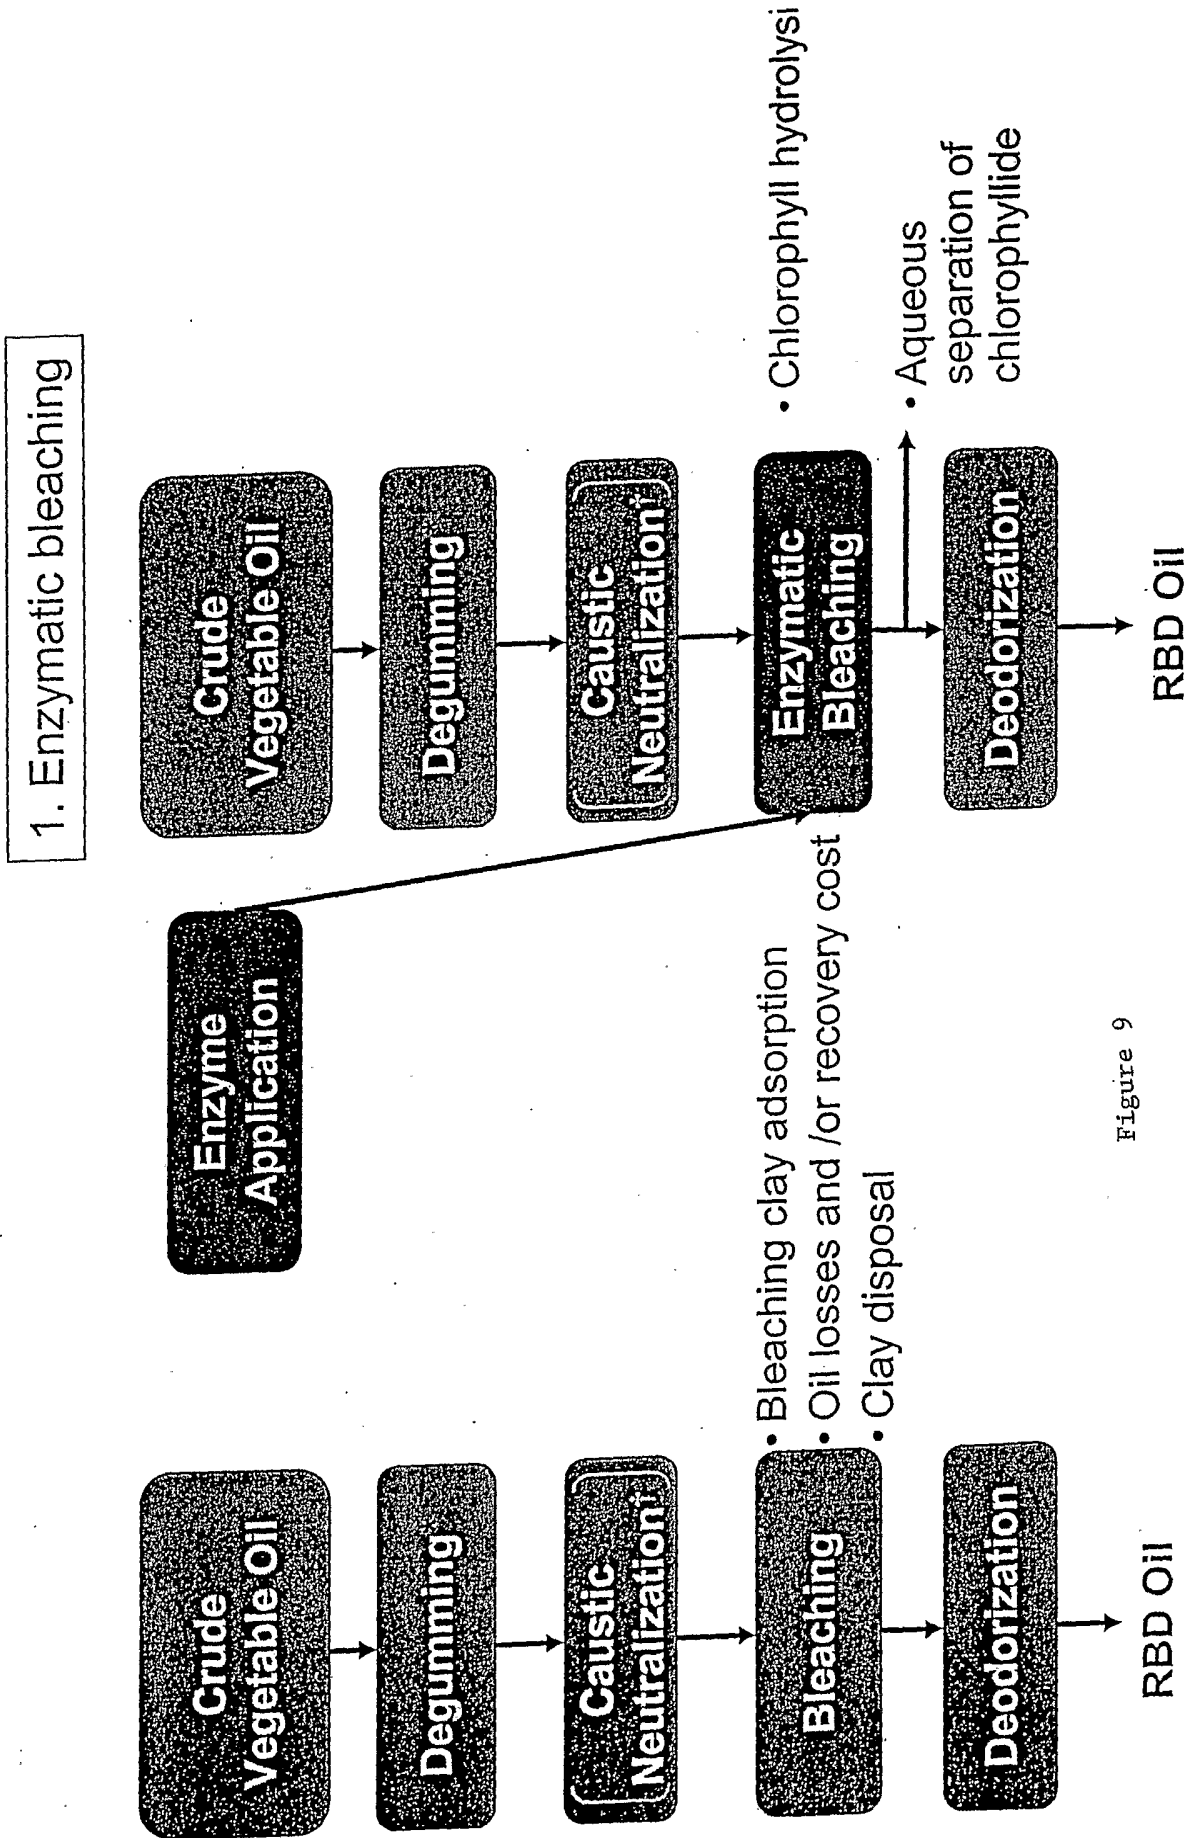 1. Enzymatic bleaching
Crude
Vegetable Oil
Degumming
Caustic
Neutralization†
Bleaching
• Bleaching clay adsorption
• Oil losses and /or recovery cost
• Clay disposal
Deodorization
RBD Oil
Enzyme
Application
Crude
Vegetable Oil
Degumming
Caustic
Neutralization†
Enzymatic
Bleaching
• Chlorophyll hydrolysi
• Aqueous
separation of
chlorophyllide
Deodorization
RBD Oil
Figure 9